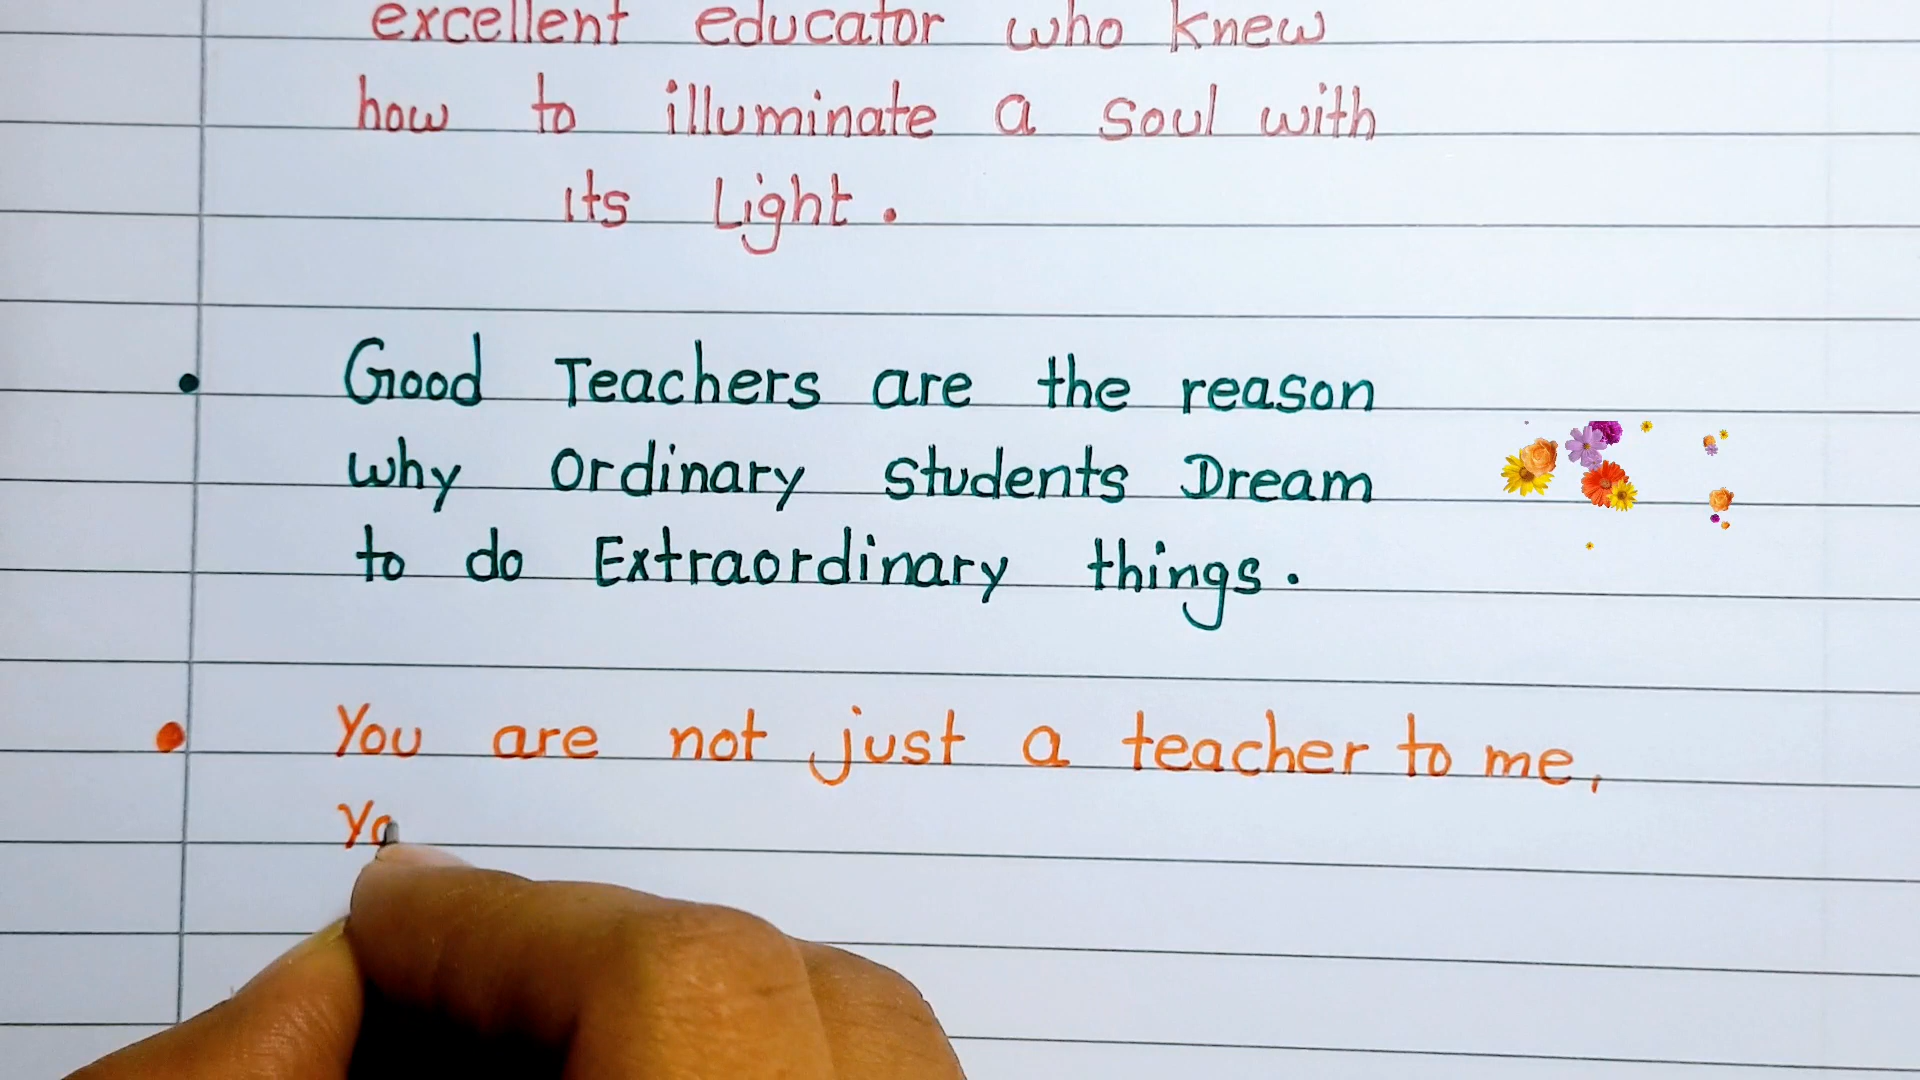 excellent educator who knew
how to illuminate a soul with
its Light.
• Good Teachers are the reason
why ordinary students Dream
to do Extraordinary things.
• You are not just a teacher to me,
Yo